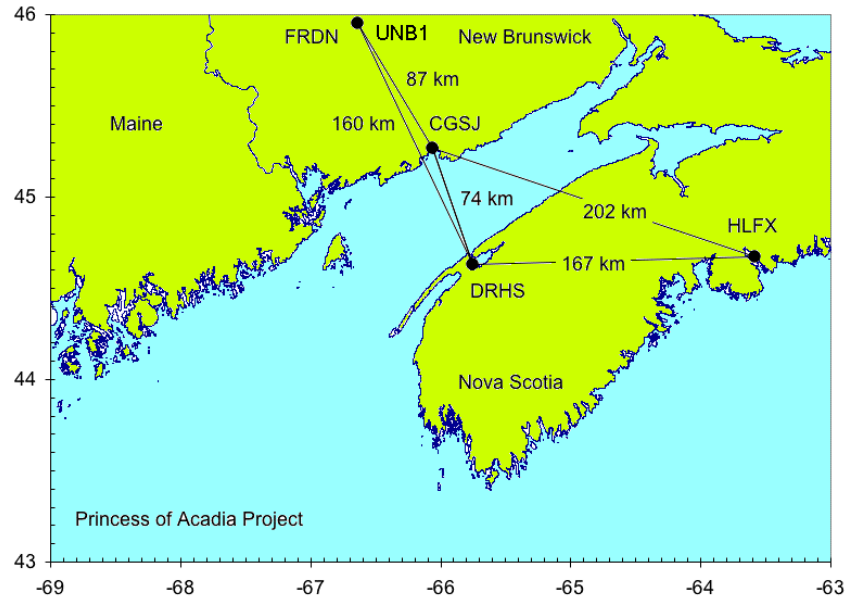 46
FRDN UNB1 New Brunswick
87 km
Maine 160 km CGSJ
45
74 km 202 km
HLFX
167 km
DRHS
44
Nova Scotia
Princess of Acadia Project
43
-69 -68 -67 -66 -65 -64 -63